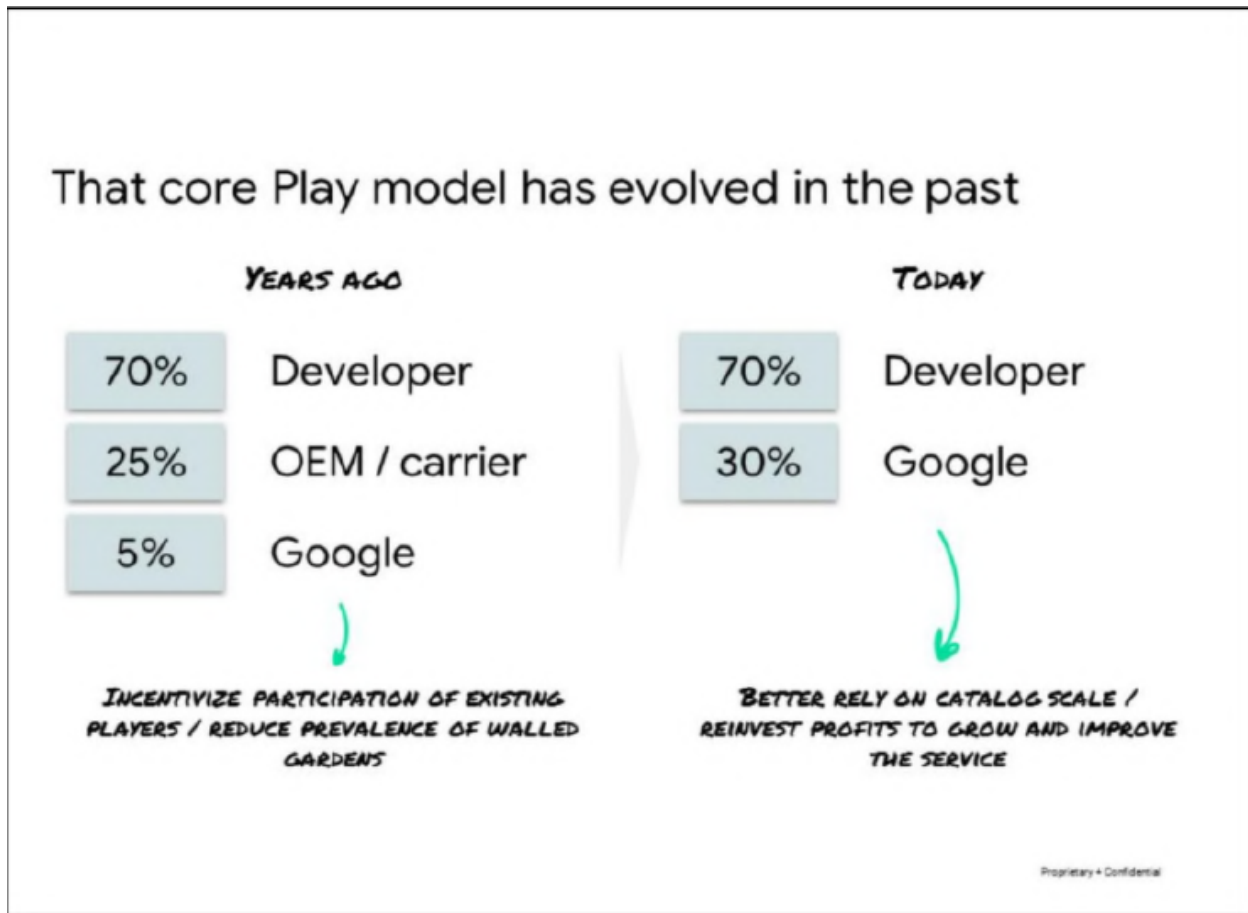 That core Play model has evolved in the past
YEARS AGO
70% Developer
25% OEM / carrier
5% Google
INCENTIVIZE PARTICIPATION OF EXISTING
PLAYERS / REDUCE PREVALENCE OF WALLED
GARDENS
TODAY
70% Developer
30% Google
BETTER RELY ON CATALOG SCALE /
REINVEST PROFITS TO GROW AND IMPROVE
THE SERVICE
Proprietary + Confidential